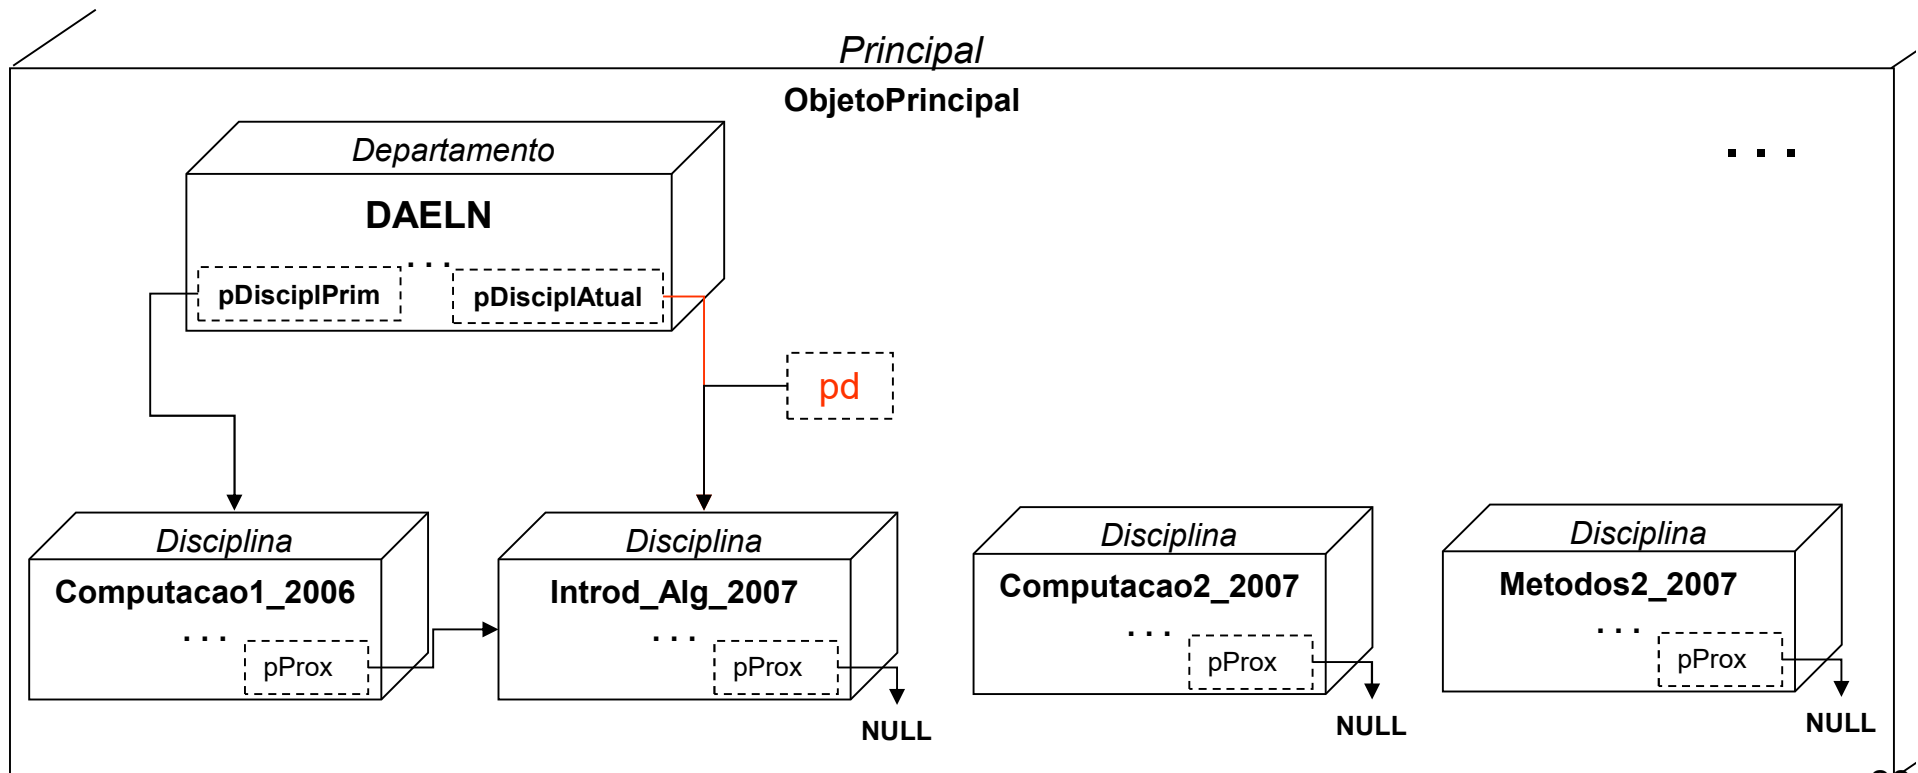 Principal
ObjetoPrincipal
Departamento
. . .
DAELN
. . .
pDisciplPrim
pDisciplAtual
pd
Disciplina
Disciplina
Disciplina
Disciplina
Computacao1_2006
Introd_Alg_2007
Computacao2_2007
Metodos2_2007
. . .
. . .
. . .
. . .
pProx
pProx
pProx
pProx
NULL
NULL
NULL